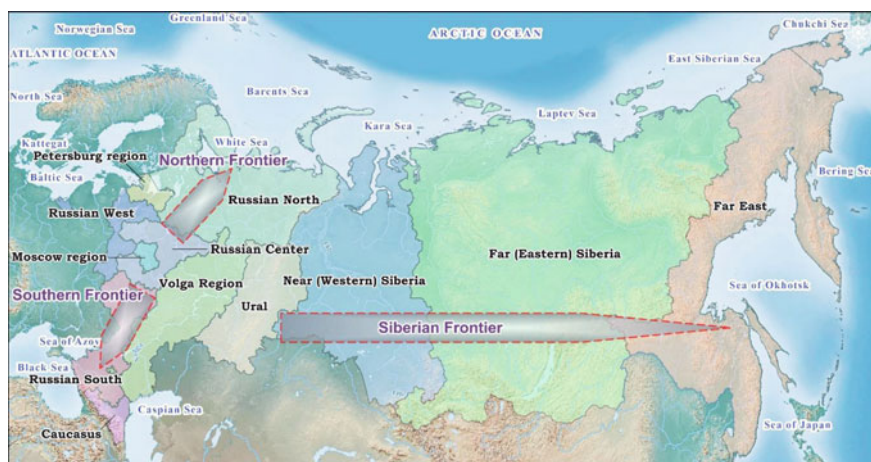 Norwegian Sea
Greenland Sea
ARCTIC OCEAN
Chukchi Sea
ATLANTIC OCEAN
East Siberian Sea
Barents Sea
North Sea
Laptev Sea
Kara Sea
Kattegat
White Sea
Petersburg region
Northern Frontier
Baltic Sea
Bering Sea
Russian North
Far East
Russian West
Russian Center
Moscow region
Far (Eastern) Siberia
Volga Region
Near (Western) Siberia
Sea of Okhotsk
Southern Frontier
Ural
Siberian Frontier
Sea of Azov
Black Sea
Russian South
Caspian Sea
Sea of Japan
Caucasus